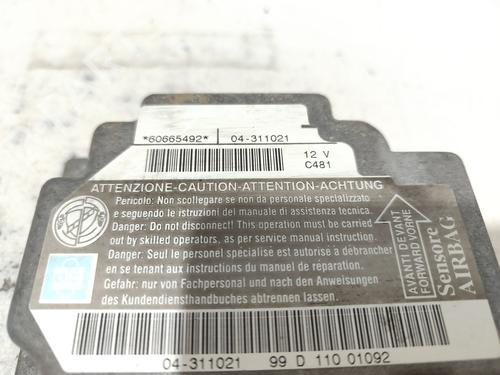 *60665492* 04-311021
12 V
C481
ATTENZIONE-CAUTION-ATTENTION-ACHTUNG
Pericolo: Non scollegare se non da personale specializzato
e seguendo le istruzioni del manuale di assistenza tecnica.
Danger: Do not disconnect! This operation must be carried
out by skilled operators, as per service manual instruction.
Danger: Seul le personel specialisé est autorisé à débrancher
en se tenant aux instructions du manuel de réparation.
Gefahr: nur von Fachpersonal und nach den Anweisungen
des Kundendiensthandbuches abtrennen lassen.
AVANTI DEVANT
FORWARD VORNE
Sensore
AIRBAG
04-311021 99 D 110 01092